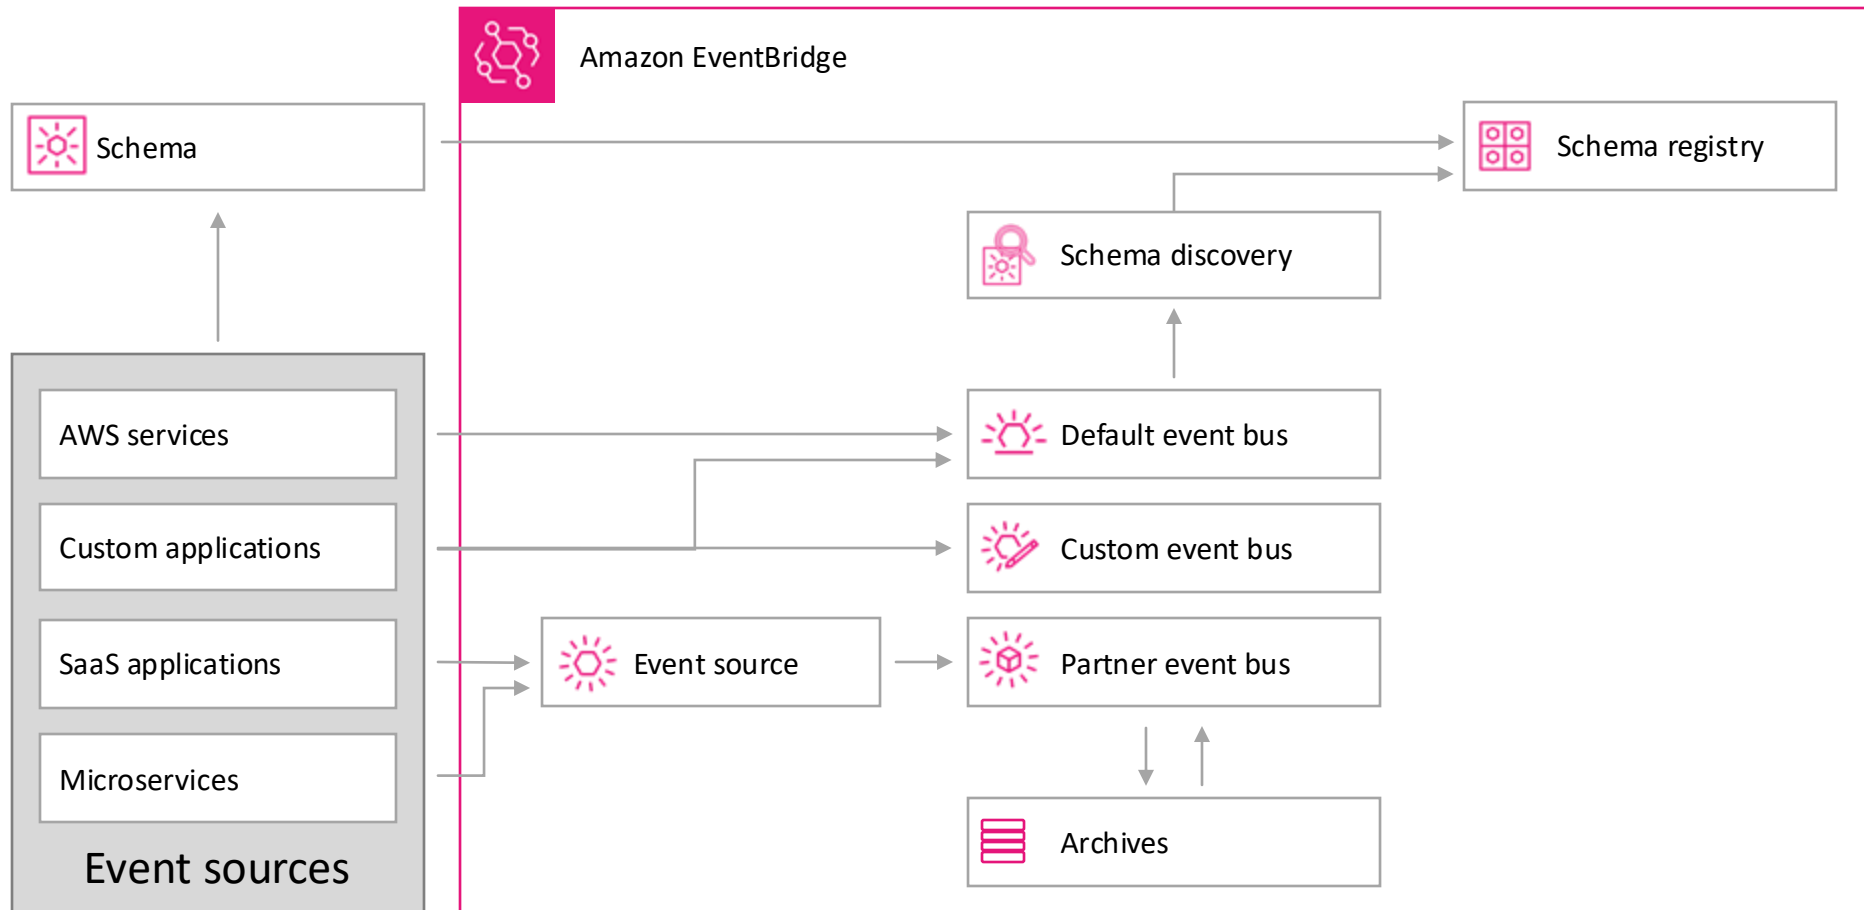 Amazon EventBridge
Schema
Schema registry
Schema discovery
AWS services
Default event bus
Custom applications
Custom event bus
SaaS applications
Event source
Partner event bus
Microservices
Archives
Event sources